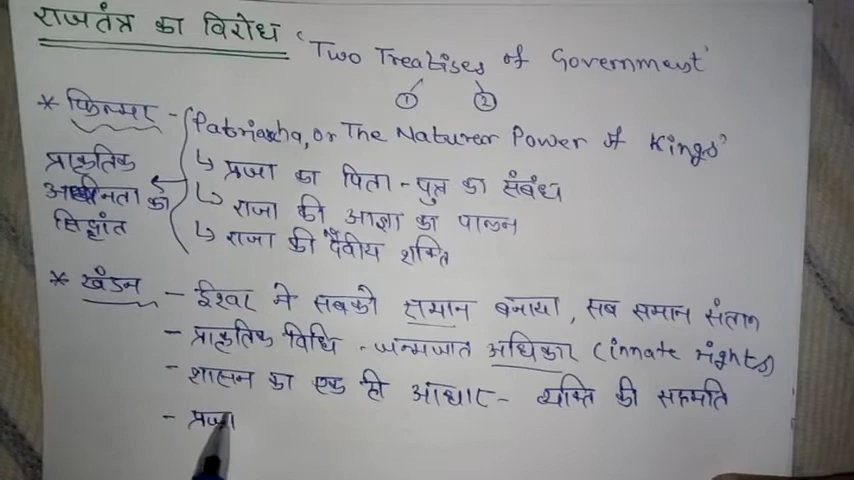 राजतंत्र का विरोध 'Two Treatises of Government'
① ②
* फिल्मर - Patriarcha, or The Naturer Power of Kings'
प्राकृतिक
अधीनता का
सिद्धांत
↳ प्रजा का पिता - पुत्र का संबंध
↳ राजा की आज्ञा का पालन
↳ राजा की दैवीय शक्ति
* खंडन - ईश्वर ने सबको समान बनाया, सब समान संतान
- प्राकृतिक विधि - जन्मजात अधिकार (innate rights)
- शासन का एक ही आधार - व्यक्ति की सहमति
- प्रजा